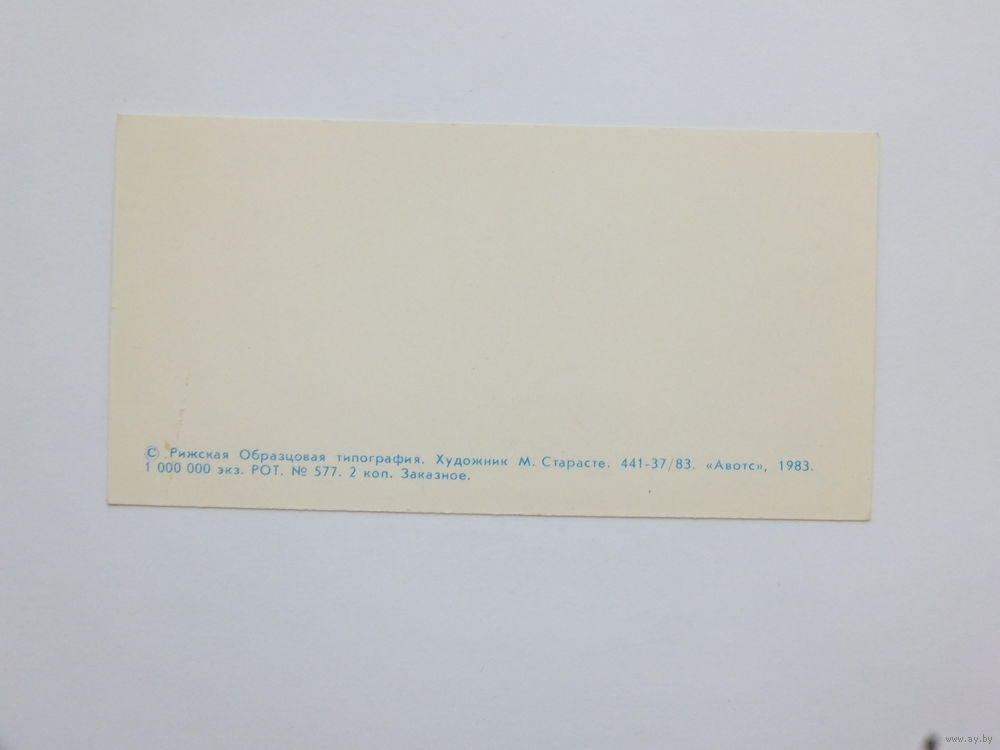 © Рижская Образцовая типография. Художник М. Старасте. 441-37/83. «Авотс», 1983.
1 000 000 экз. РОТ. № 577. 2 коп. Заказное.
www.ay.by